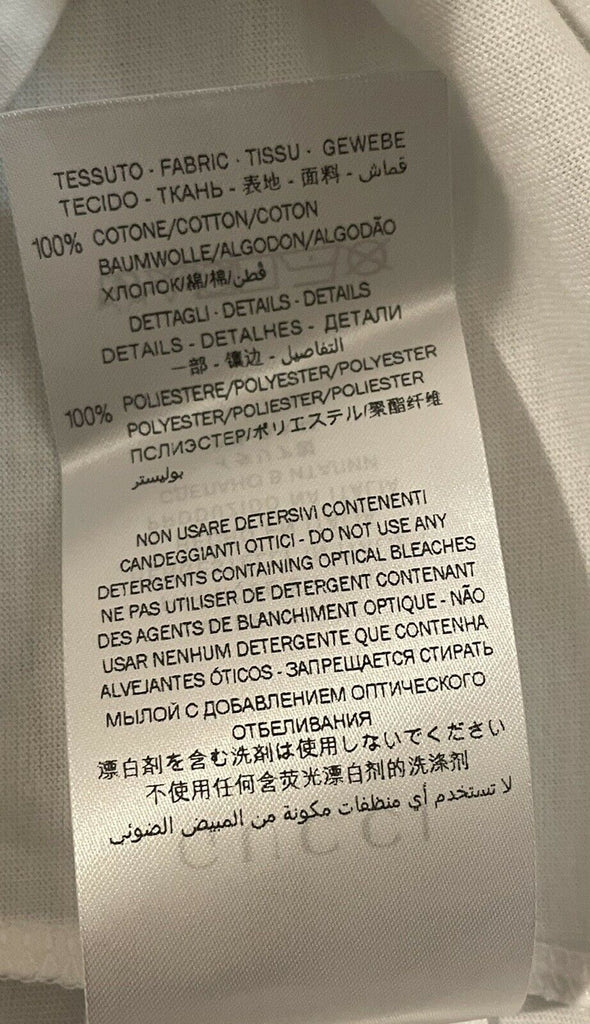 TESSUTO · FABRIC · TISSU · GEWEBE
TECIDO - ТКАНЬ - 表地 - 面料 - قماش
100% COTONE/COTTON/COTON
BAUMWOLLE/ALGODON/ALGODÃO
ХЛОПОК/綿/棉/قطن
DETTAGLI · DETAILS - DETAILS
DETAILS - DETALHES - ДЕТАЛИ
一部 - 镶边 - التفاصيل
100% POLIESTERE/POLYESTER/POLYESTER
POLYESTER/POLIESTER/POLIESTER
ПСЛИЭСТЕР/ポリエステル/聚酯纤维
بوليستر
NON USARE DETERSIVI CONTENENTI
CANDEGGIANTI OTTICI - DO NOT USE ANY
DETERGENTS CONTAINING OPTICAL BLEACHES
NE PAS UTILISER DE DETERGENT CONTENANT
DES AGENTS DE BLANCHIMENT OPTIQUE - NÃO
USAR NENHUM DETERGENTE QUE CONTENHA
ALVEJANTES ÓTICOS - ЗАПРЕЩАЕТСЯ СТИРАТЬ
МЫЛОЙ С ДОБАВЛЕНИЕМ ОПТИЧЕСКОГО
ОТБЕЛИВАНИЯ
漂白剤を含む洗剤は使用しないでください
不使用任何含荧光漂白剂的洗涤剂
لا تستخدم أي منظفات مكونة من المبيض الضوئي